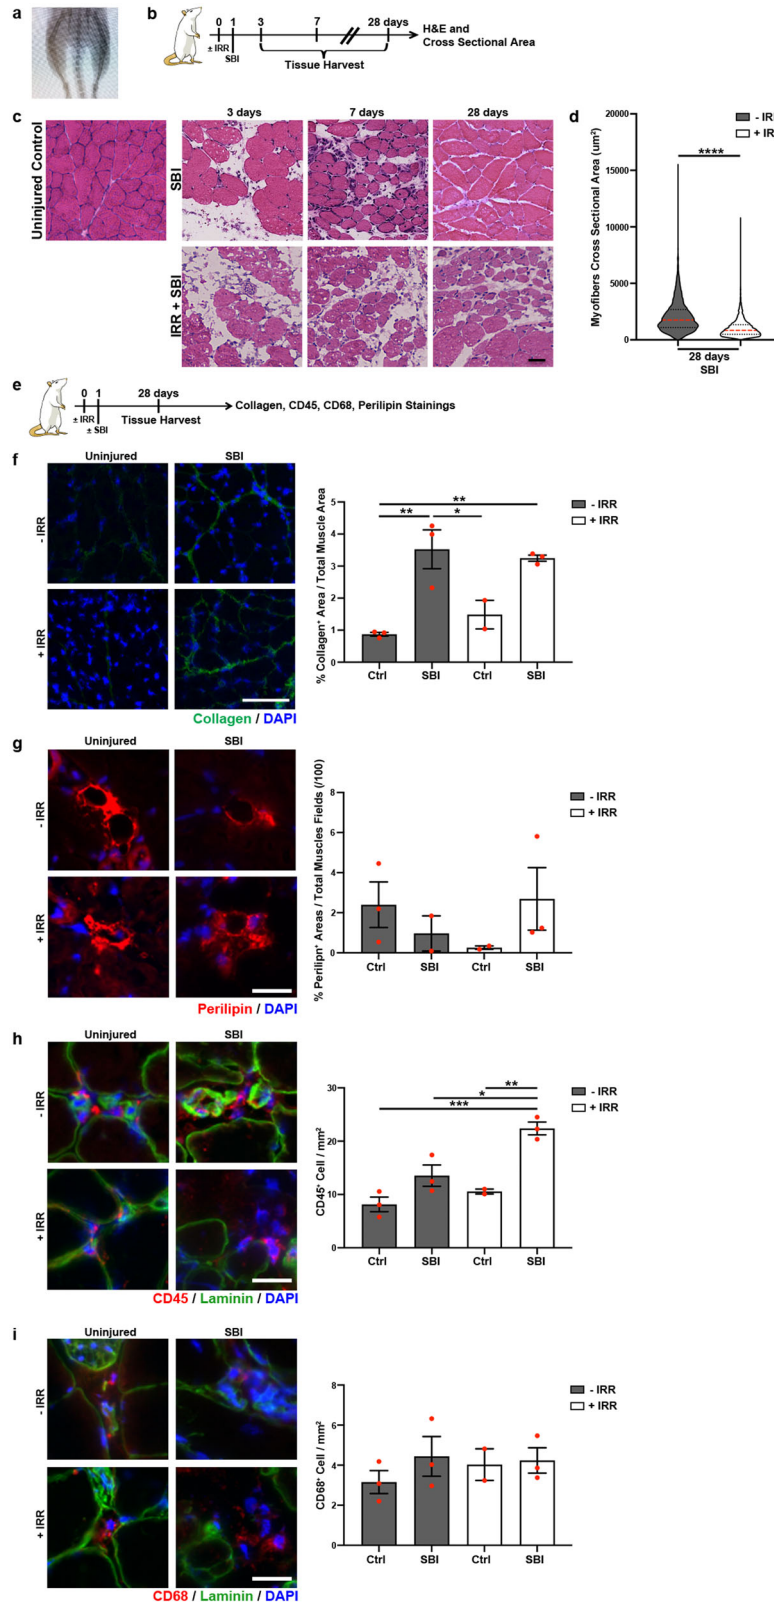 a
b
0 1 3 7 28 days
± IRR
SBI
Tissue Harvest
H&E and
Cross Sectional Area
c
3 days 7 days 28 days
Uninjured Control
SBI
IRR + SBI
d
- IR
+ IR
Myofibers Cross Sectional Area (um²)
20000
15000
10000
5000
0
****
28 days
SBI
e
0 1 28 days
± IRR
± SBI
Tissue Harvest
Collagen, CD45, CD68, Perilipin Stainings
f
Uninjured SBI
- IRR
+ IRR
Collagen / DAPI
% Collagen⁺ Area / Total Muscle Area
5
4
3
2
1
0
**
** *
Ctrl SBI Ctrl SBI
- IRR
+ IRR
g
Uninjured SBI
- IRR
+ IRR
Perilipin / DAPI
% Perilipn⁺ Areas / Total Muscles Fields (/100)
8
6
4
2
0
Ctrl SBI Ctrl SBI
- IRR
+ IRR
h
Uninjured SBI
- IRR
+ IRR
CD45 / Laminin / DAPI
CD45⁺ Cell / mm²
30
20
10
0
**
*
***
Ctrl SBI Ctrl SBI
- IRR
+ IRR
i
Uninjured SBI
- IRR
+ IRR
CD68 / Laminin / DAPI
CD68⁺ Cell / mm²
8
6
4
2
0
Ctrl SBI Ctrl SBI
- IRR
+ IRR